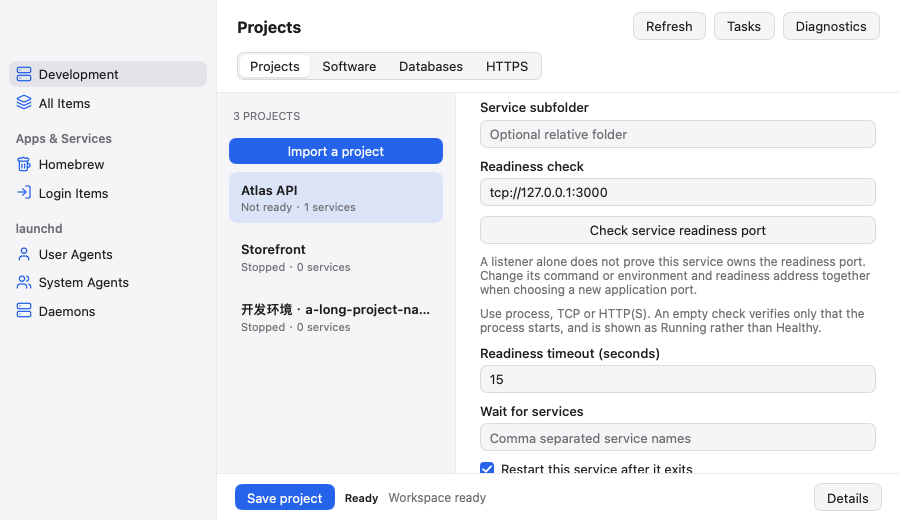 Development
All Items
Apps & Services
Homebrew
Login Items
launchd
User Agents
System Agents
Daemons
Projects
Refresh
Tasks
Diagnostics
Projects
Software
Databases
HTTPS
3 PROJECTS
Import a project
Atlas API
Not ready · 1 services
Storefront
Stopped · 0 services
开发环境 · a-long-project-na...
Stopped · 0 services
Service subfolder
Optional relative folder
Readiness check
tcp://127.0.0.1:3000
Check service readiness port
A listener alone does not prove this service owns the readiness port.
Change its command or environment and readiness address together
when choosing a new application port.
Use process, TCP or HTTP(S). An empty check verifies only that the
process starts, and is shown as Running rather than Healthy.
Readiness timeout (seconds)
15
Wait for services
Comma separated service names
Restart this service after it exits
Save project
Ready
Workspace ready
Details